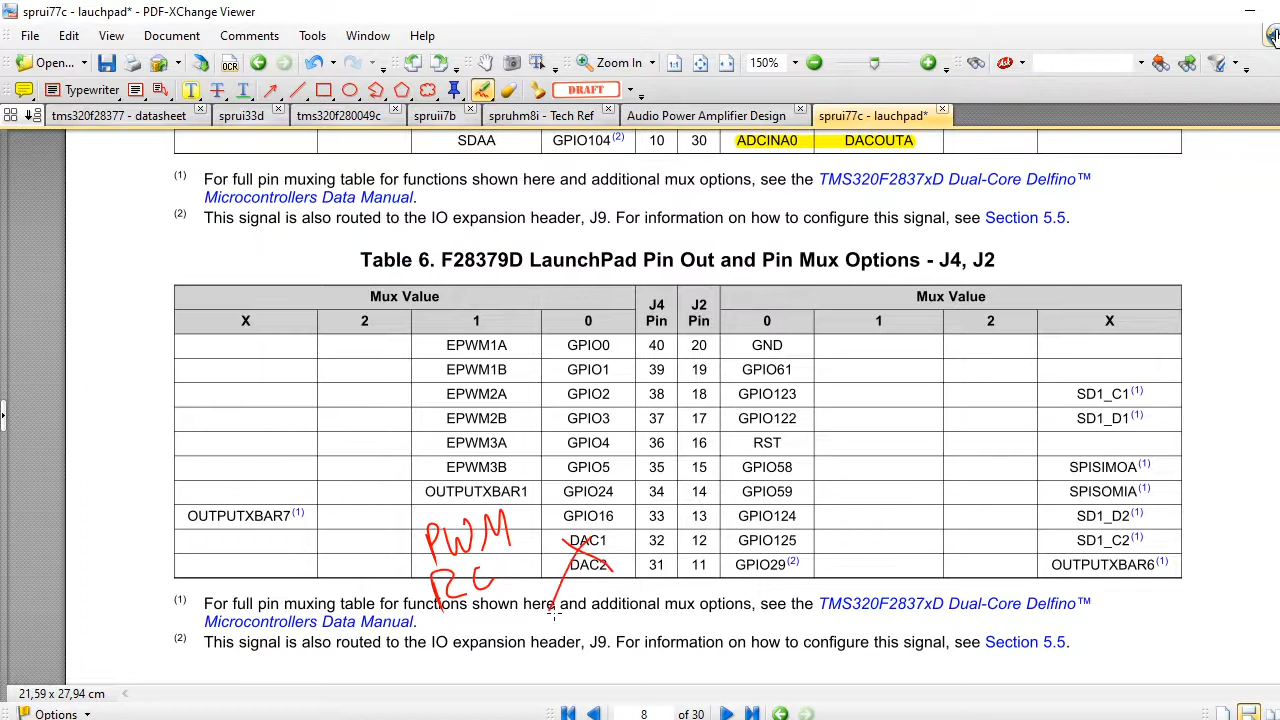 sprui77c - lauchpad* - PDF-XChange Viewer
File Edit View Document Comments Tools Window Help
Open... OCR Zoom In 1:1 150%
Typewriter DRAFT
tms320f28377 - datasheet sprui33d tms320f280049c spruii7b spruhm8i - Tech Ref Audio Power Amplifier Design sprui77c - lauchpad*
SDAA GPIO104(2) 10 30 ADCINA0 DACOUTA
(1) For full pin muxing table for functions shown here and additional mux options, see the TMS320F2837xD Dual-Core Delfino™
Microcontrollers Data Manual.
(2) This signal is also routed to the IO expansion header, J9. For information on how to configure this signal, see Section 5.5.
Table 6. F28379D LaunchPad Pin Out and Pin Mux Options - J4, J2
Mux Value J4 Pin J2 Pin Mux Value
X 2 1 0 0 1 2 X
EPWM1A GPIO0 40 20 GND
EPWM1B GPIO1 39 19 GPIO61
EPWM2A GPIO2 38 18 GPIO123 SD1_C1(1)
EPWM2B GPIO3 37 17 GPIO122 SD1_D1(1)
EPWM3A GPIO4 36 16 RST
EPWM3B GPIO5 35 15 GPIO58 SPISIMOA(1)
OUTPUTXBAR1 GPIO24 34 14 GPIO59 SPISOMIA(1)
OUTPUTXBAR7(1) GPIO16 33 13 GPIO124 SD1_D2(1)
PWM DAC1 32 12 GPIO125 SD1_C2(1)
RC DAC2 31 11 GPIO29(2) OUTPUTXBAR6(1)
(1) For full pin muxing table for functions shown here and additional mux options, see the TMS320F2837xD Dual-Core Delfino™
Microcontrollers Data Manual.
(2) This signal is also routed to the IO expansion header, J9. For information on how to configure this signal, see Section 5.5.
21,59 x 27,94 cm
Options 8 of 30